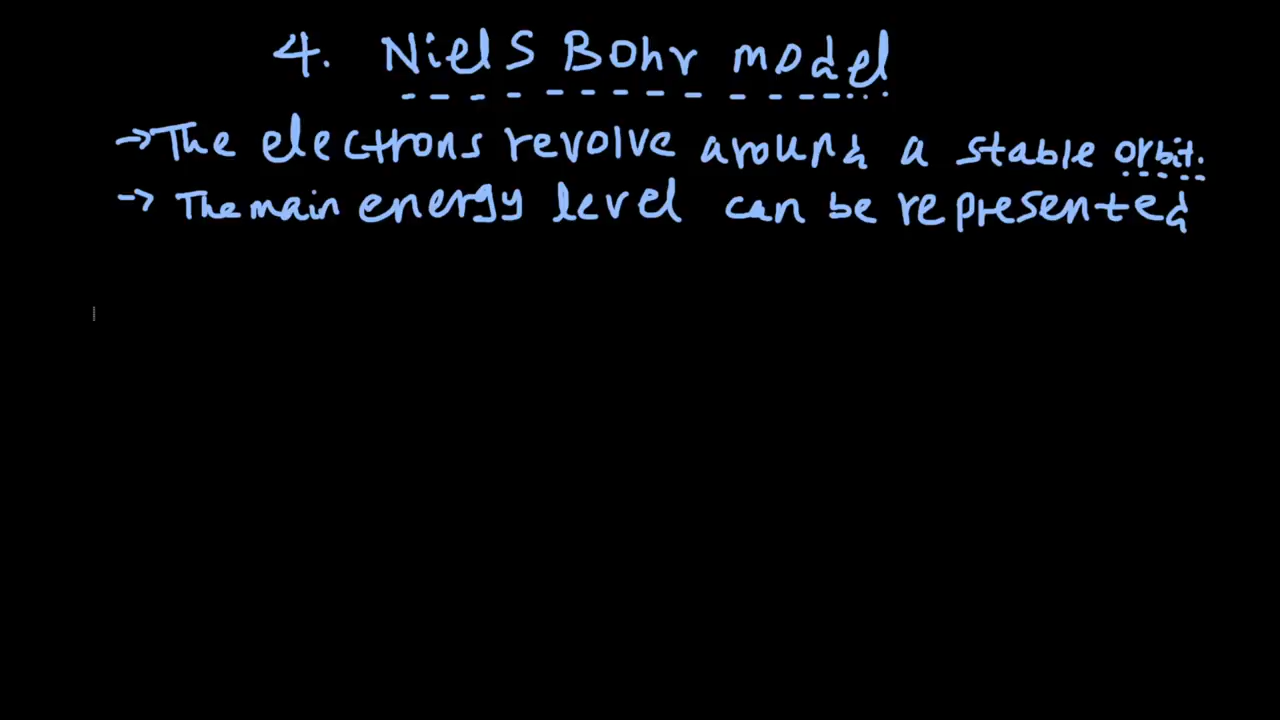 4. Niels Bohr model
→ The electrons revolve around a stable orbit.
→ The main energy level can be represented